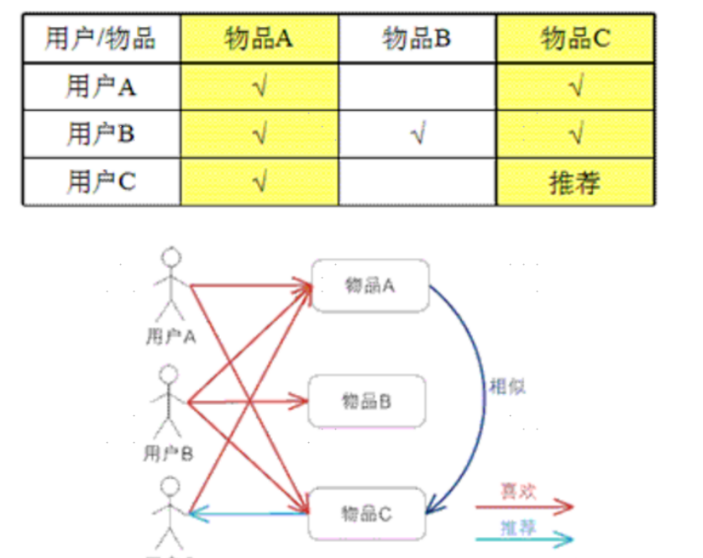 用户/物品 物品A 物品B 物品C
用户A √ √
用户B √ √ √
用户C √ 推荐
物品A
用户A
相似
物品B
用户B
喜欢
物品C
推荐